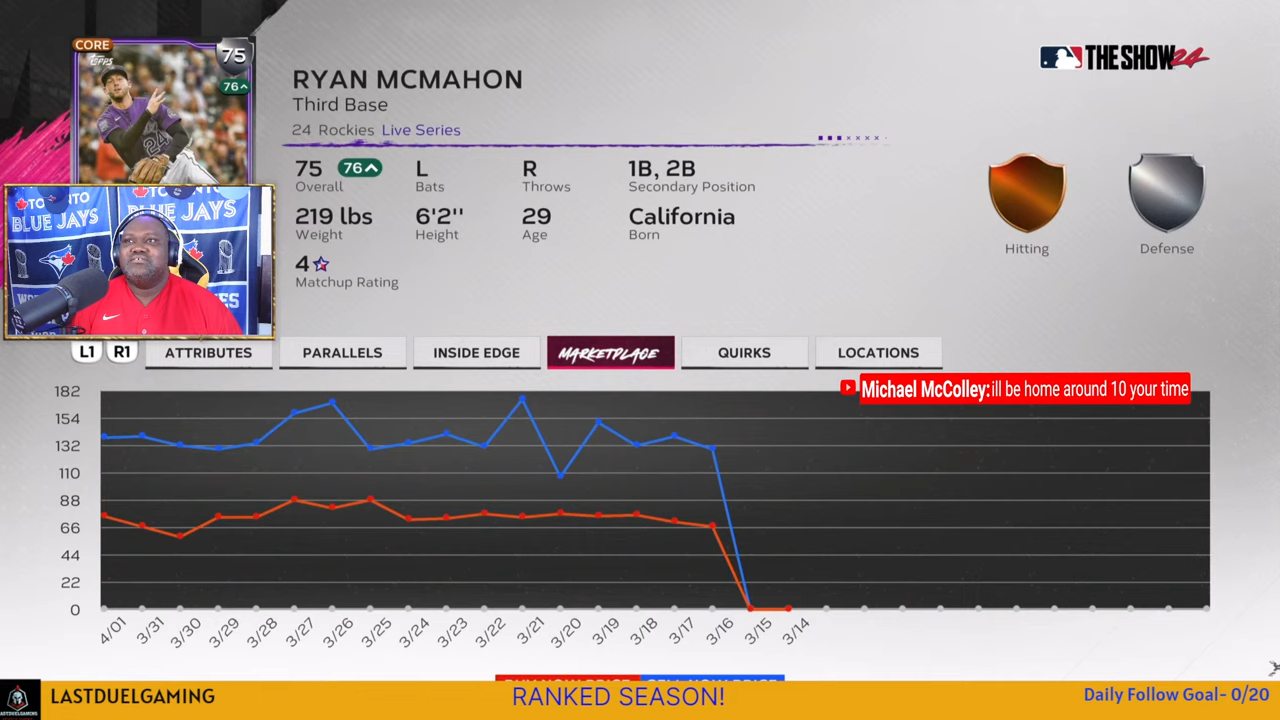 CORE
TOPPS
75
76
RYAN MCMAHON
Third Base
24 Rockies Live Series
THE SHOW 24
75 76 L R 1B, 2B
Overall Bats Throws Secondary Position
219 lbs 6'2'' 29 California
Weight Height Age Born
4
Matchup Rating
Hitting Defense
BLUE JAYS
BLUE JAYS
L1 R1 ATTRIBUTES PARALLELS INSIDE EDGE MARKETPLACE QUIRKS LOCATIONS
Michael McColley: ill be home around 10 your time
182
154
132
110
88
66
44
22
0
4/01 3/31 3/30 3/29 3/28 3/27 3/26 3/25 3/24 3/23 3/22 3/21 3/20 3/19 3/18 3/17 3/16 3/15 3/14
LASTDUELGAMING RANKED SEASON! Daily Follow Goal- 0/20